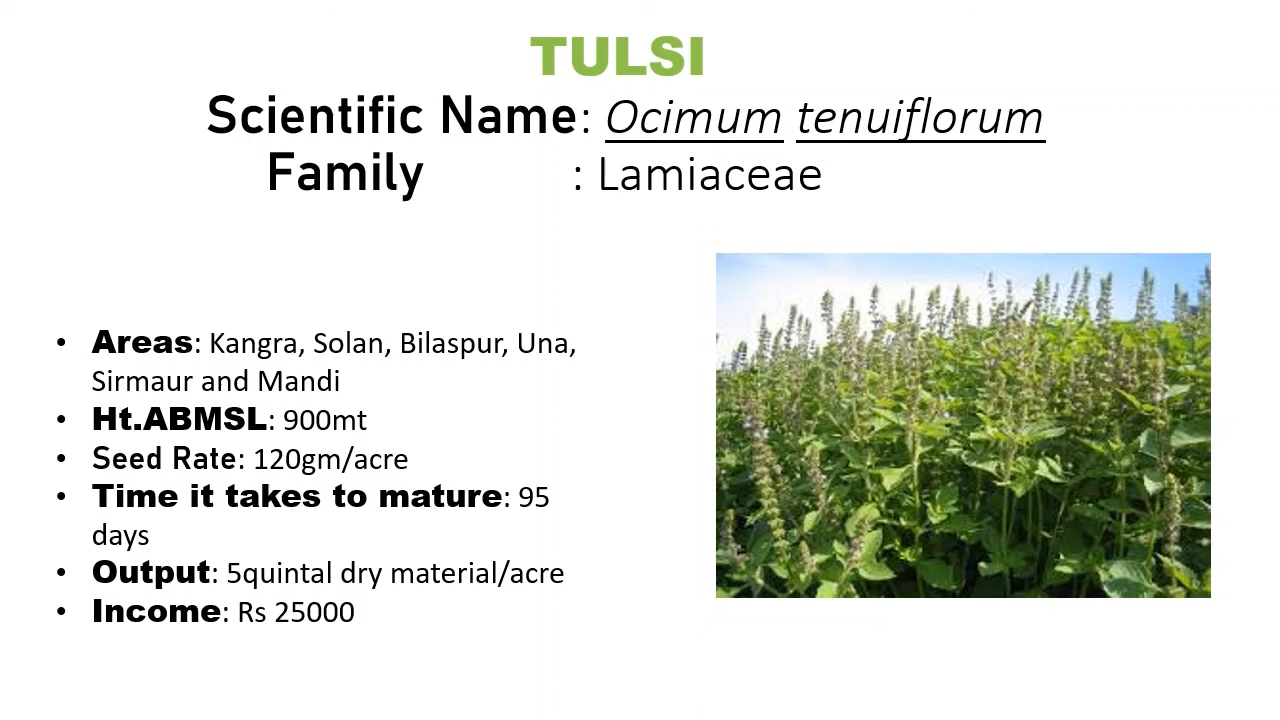 TULSI
Scientific Name: Ocimum tenuiflorum
Family : Lamiaceae
• Areas: Kangra, Solan, Bilaspur, Una,
Sirmaur and Mandi
• Ht.ABMSL: 900mt
• Seed Rate: 120gm/acre
• Time it takes to mature: 95
days
• Output: 5quintal dry material/acre
• Income: Rs 25000